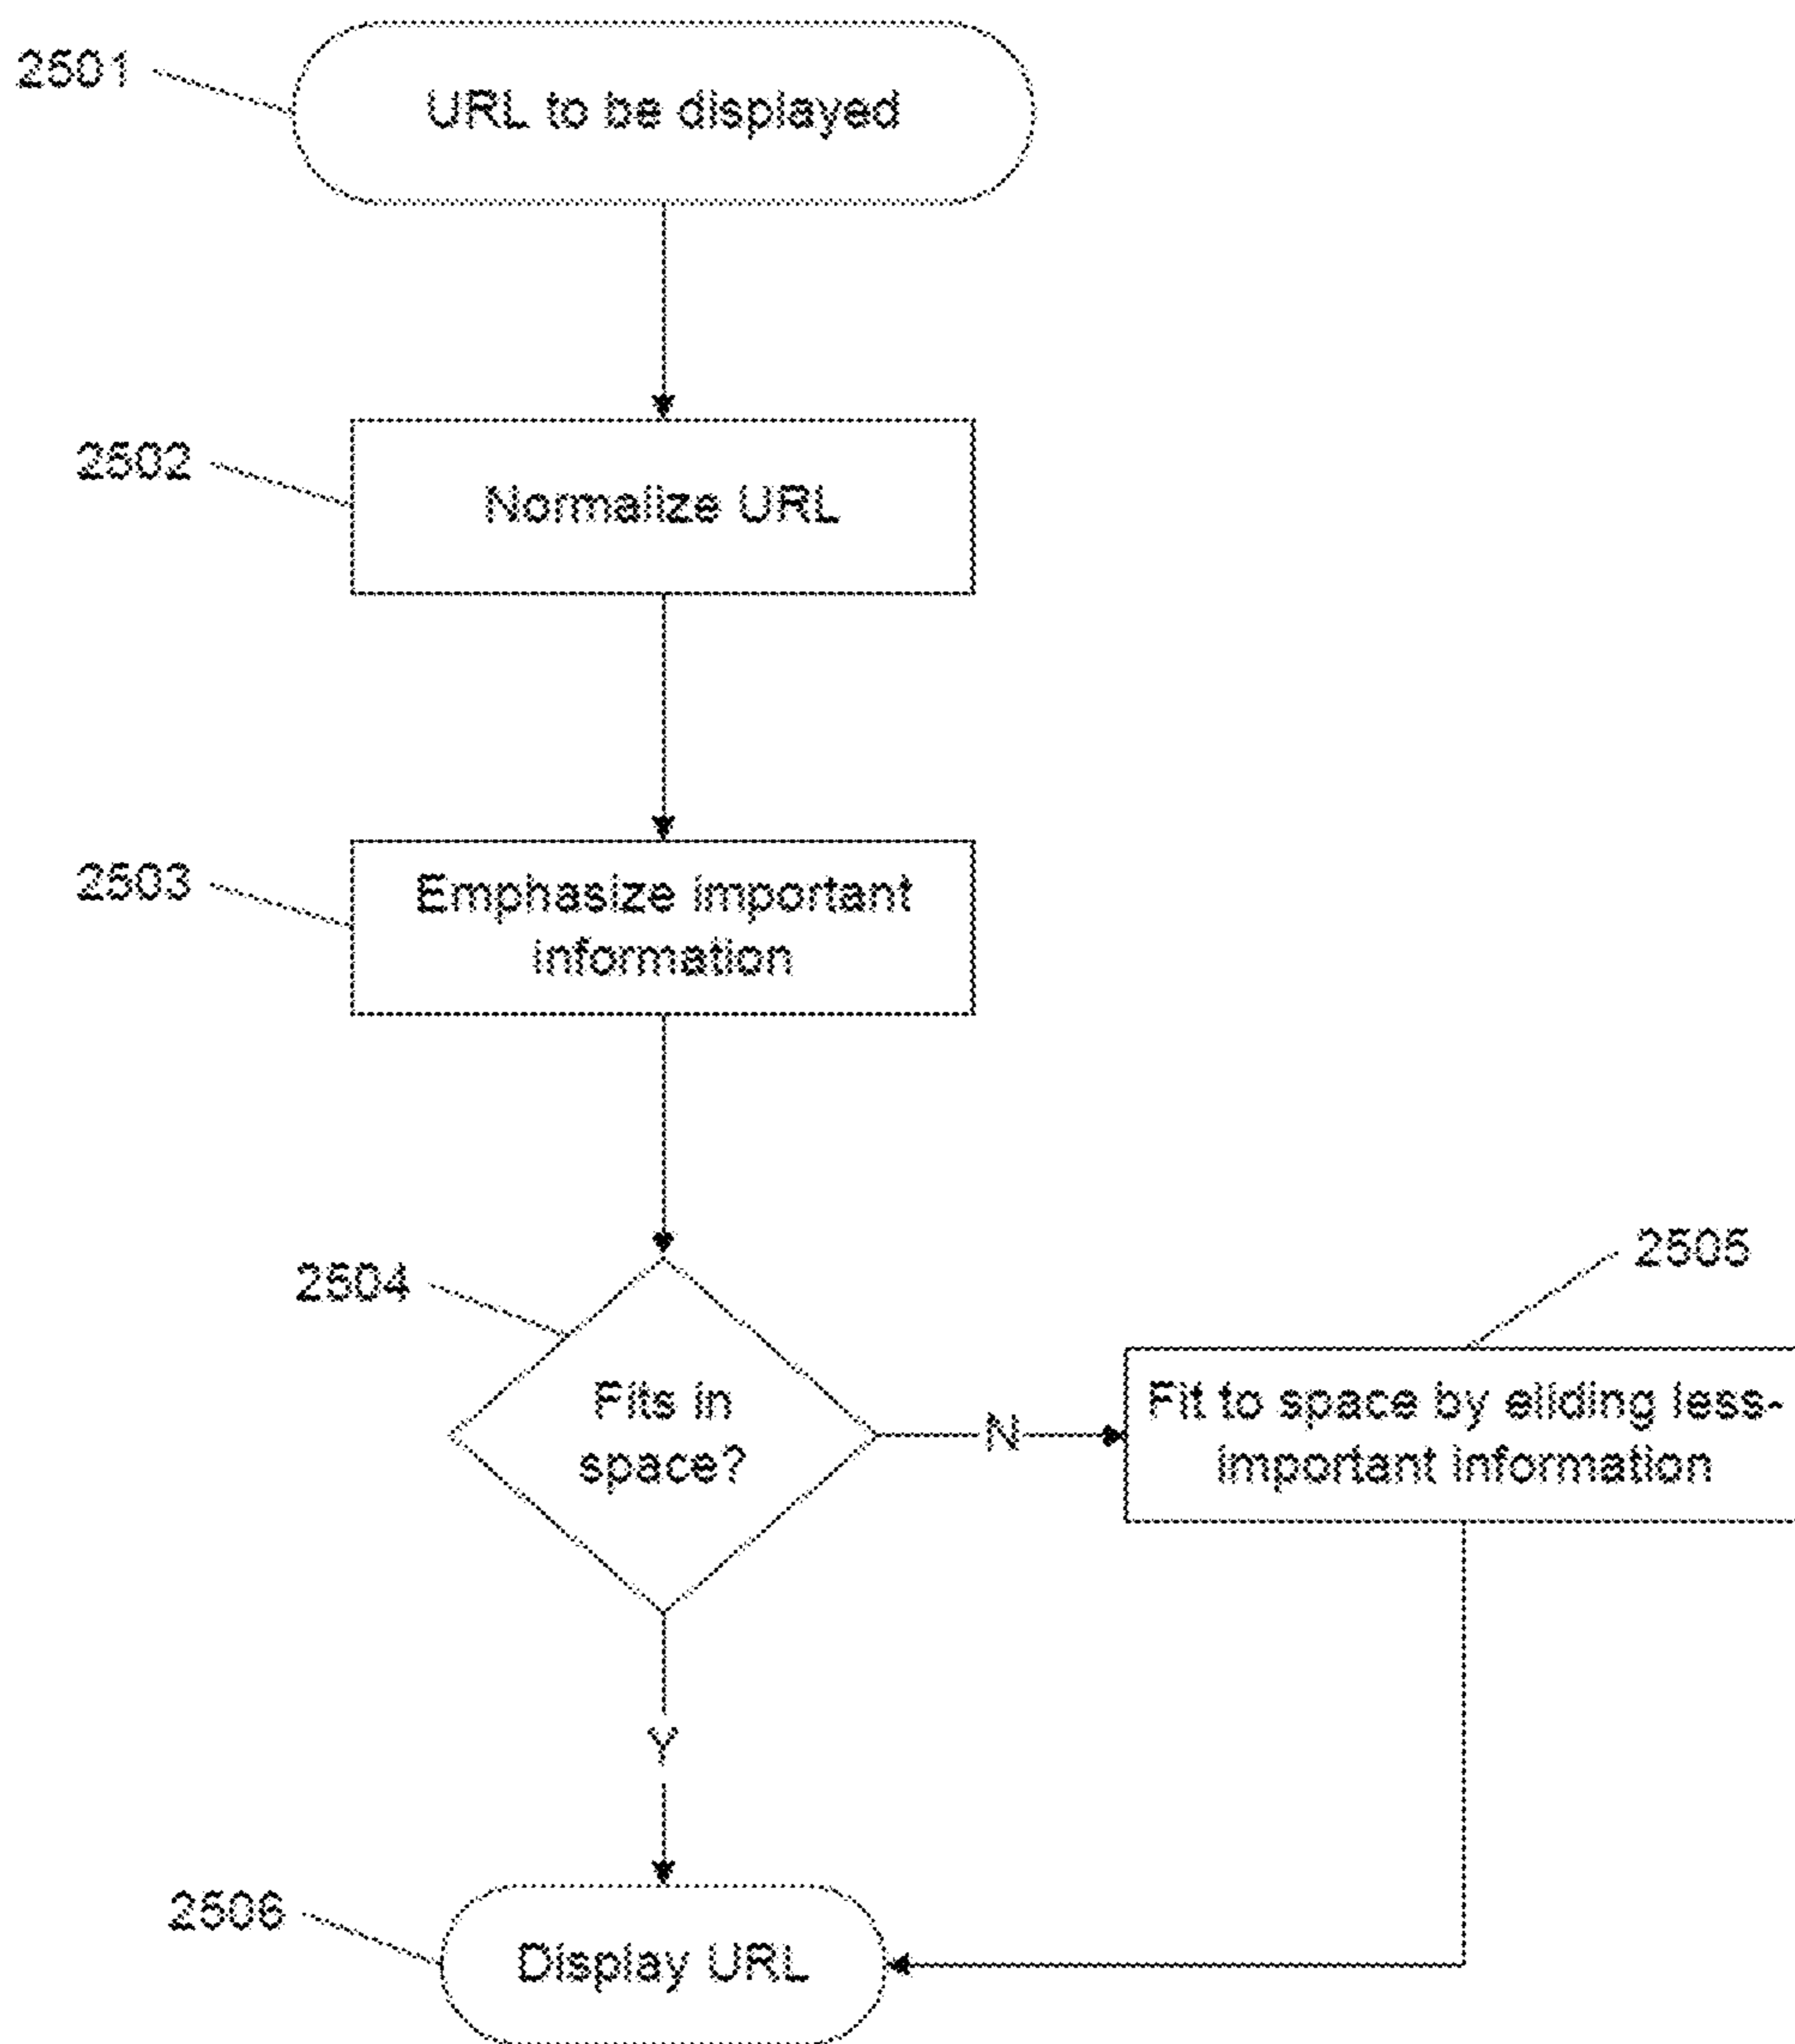 2501
URL to be displayed
2502
Normalize URL
2503
Emphasize important
information
2504
Fits in
space?
N
2505
Fit to space by eliding less-
important information
Y
2506
Display URL